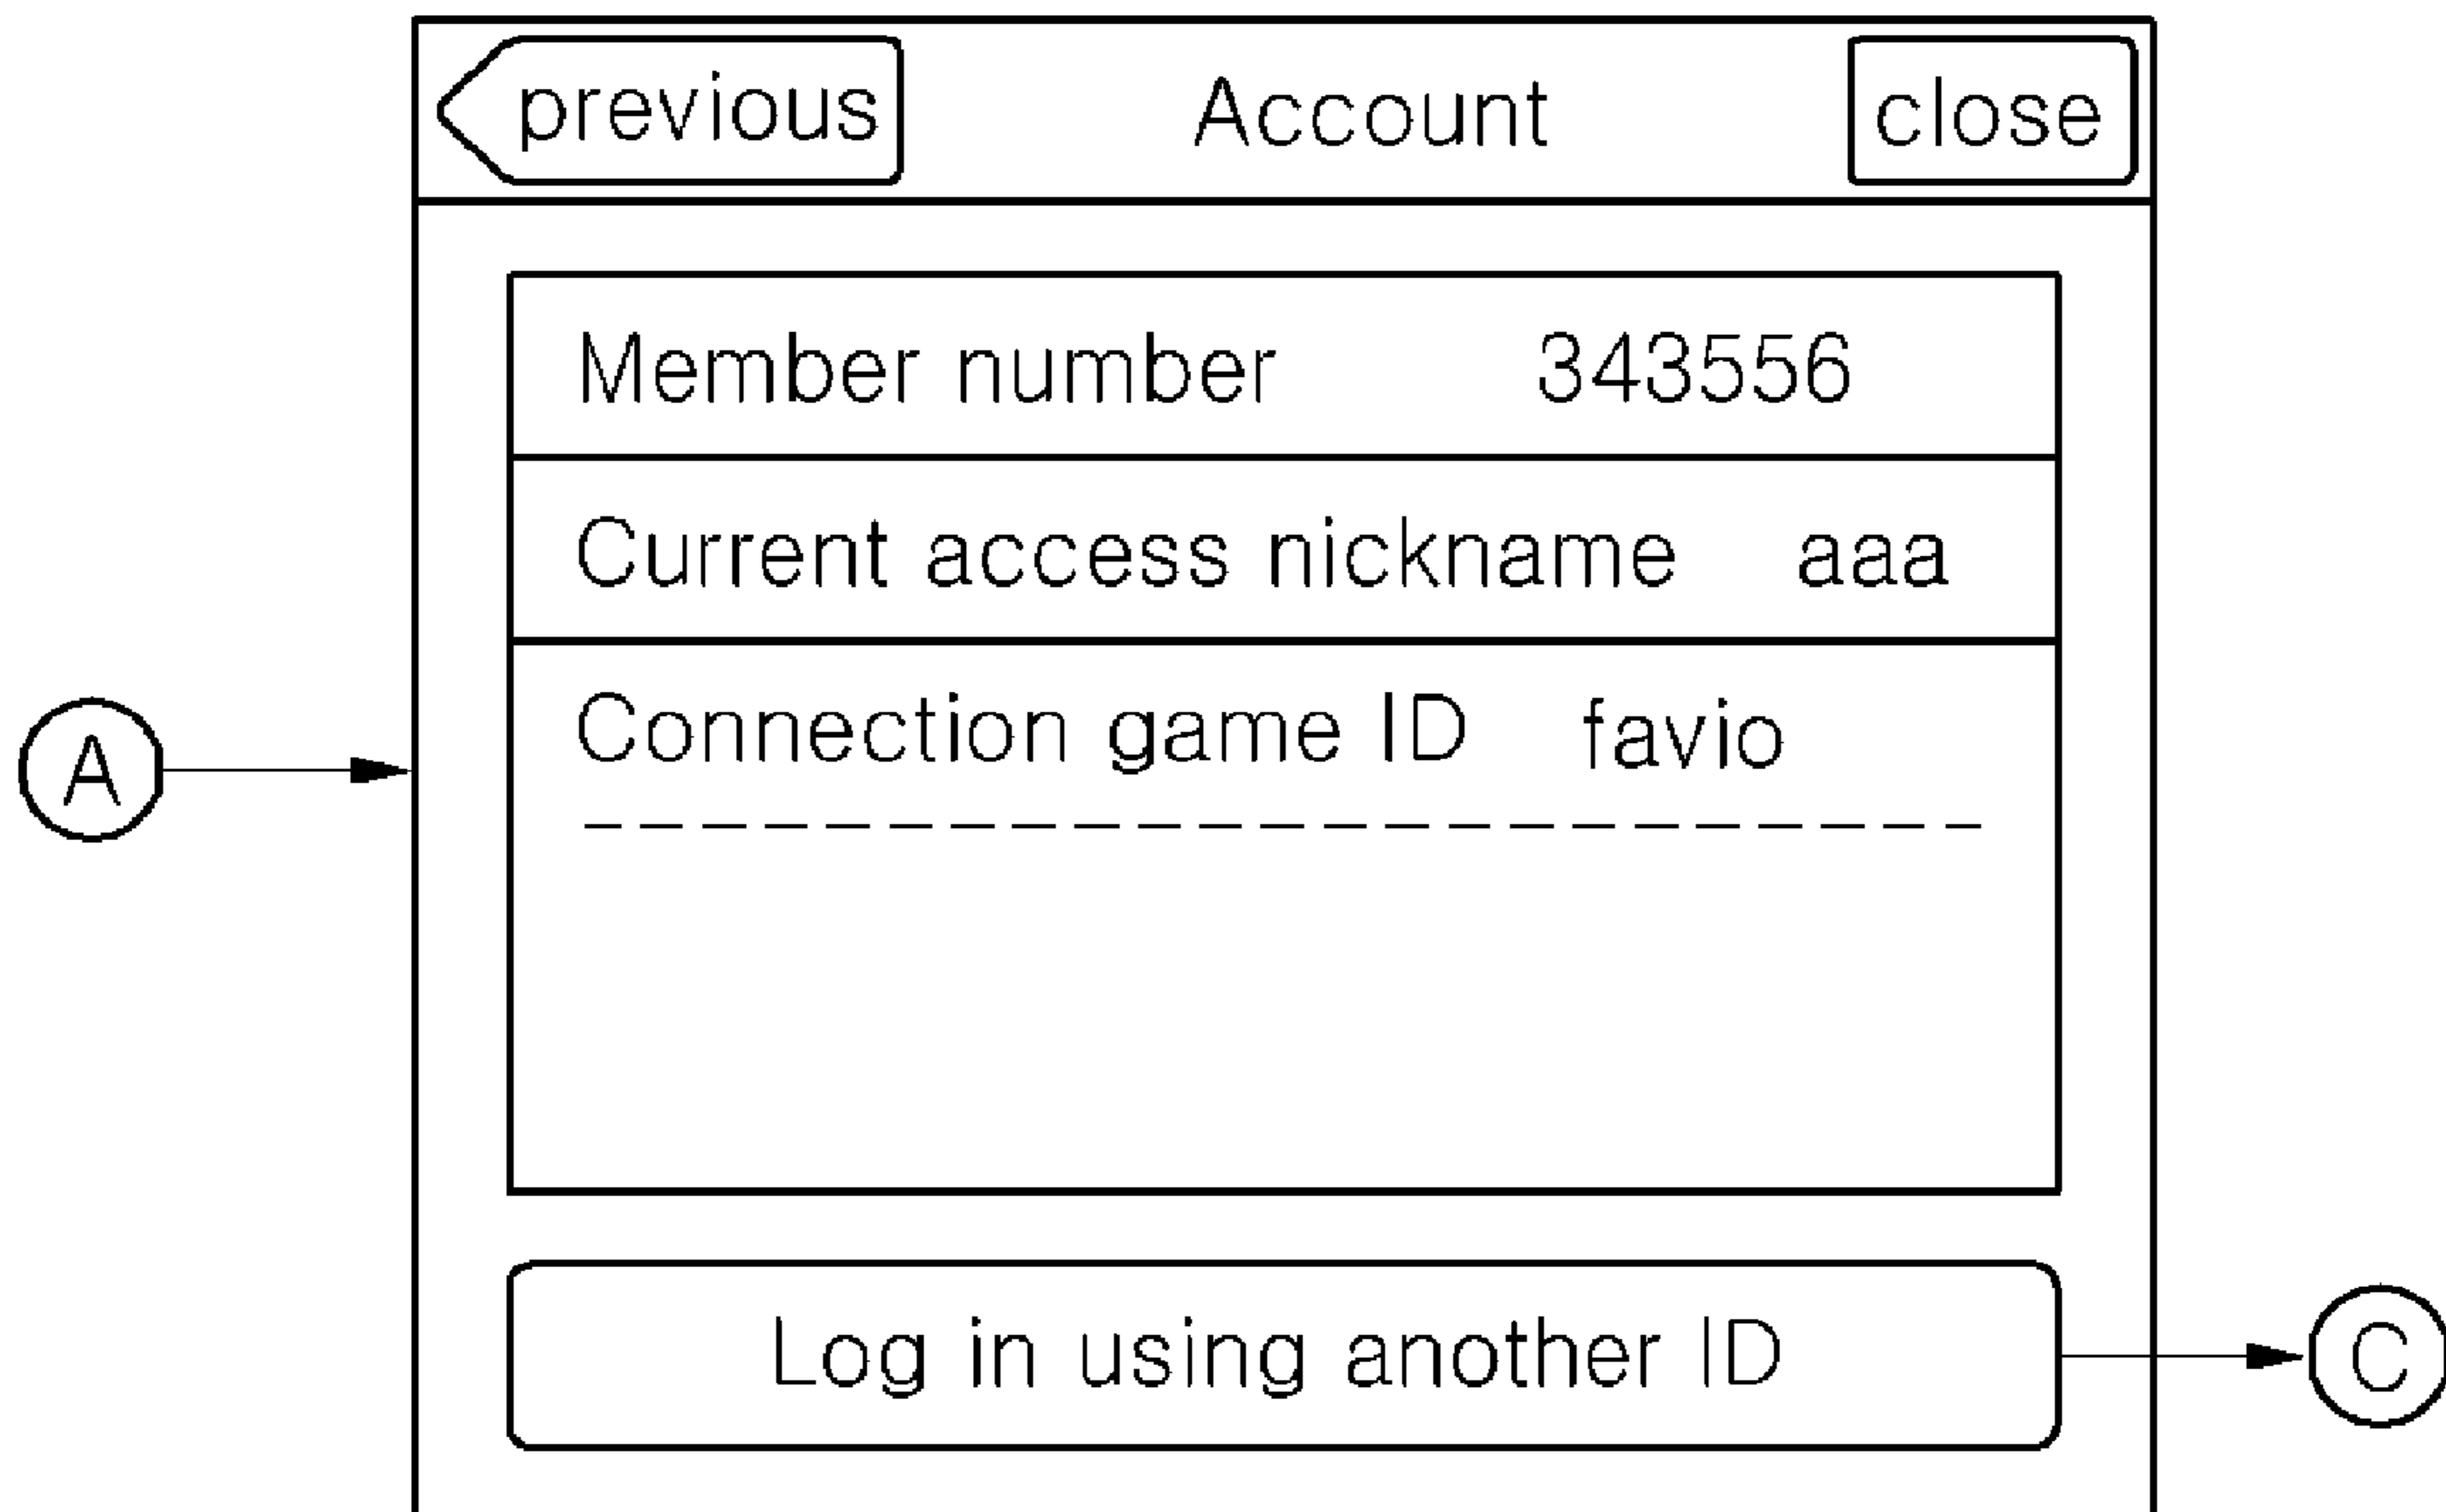 previous Account close
Member number 343556
Current access nickname aaa
Connection game ID favio
A
Log in using another ID
C